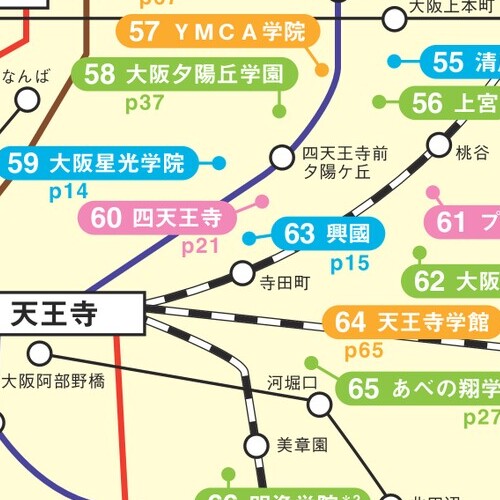 大阪上本町
57 YMCA学院
なんば
58 大阪夕陽丘学園
p37
55 清
56 上宮
四天王寺前
夕陽ケ丘
桃谷
59 大阪星光学院
p14
60 四天王寺
p21
63 興國
p15
61 プ
寺田町
62 大阪
天王寺
64 天王寺学館
p65
大阪阿部野橋
河堀口
65 あべの翔学
p27
美章園